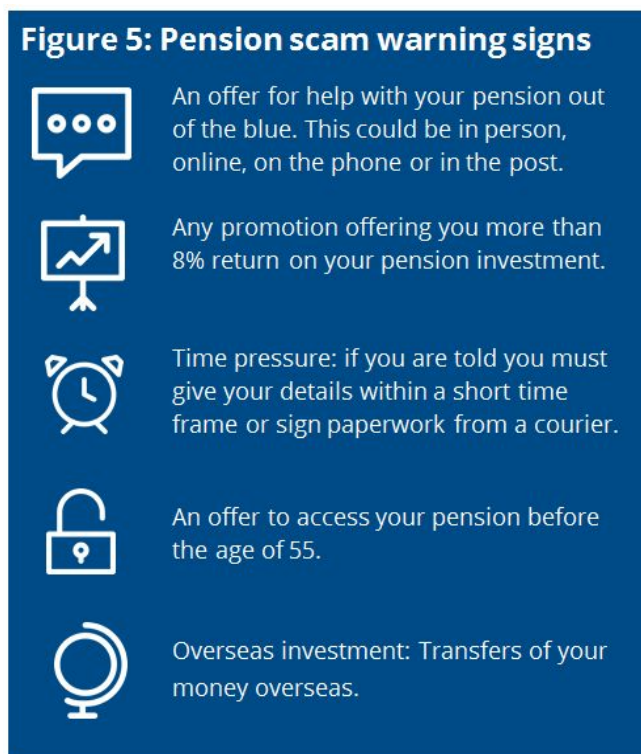 Figure 5: Pension scam warning signs
An offer for help with your pension out
of the blue. This could be in person,
online, on the phone or in the post.
Any promotion offering you more than
8% return on your pension investment.
Time pressure: if you are told you must
give your details within a short time
frame or sign paperwork from a courier.
An offer to access your pension before
the age of 55.
Overseas investment: Transfers of your
money overseas.